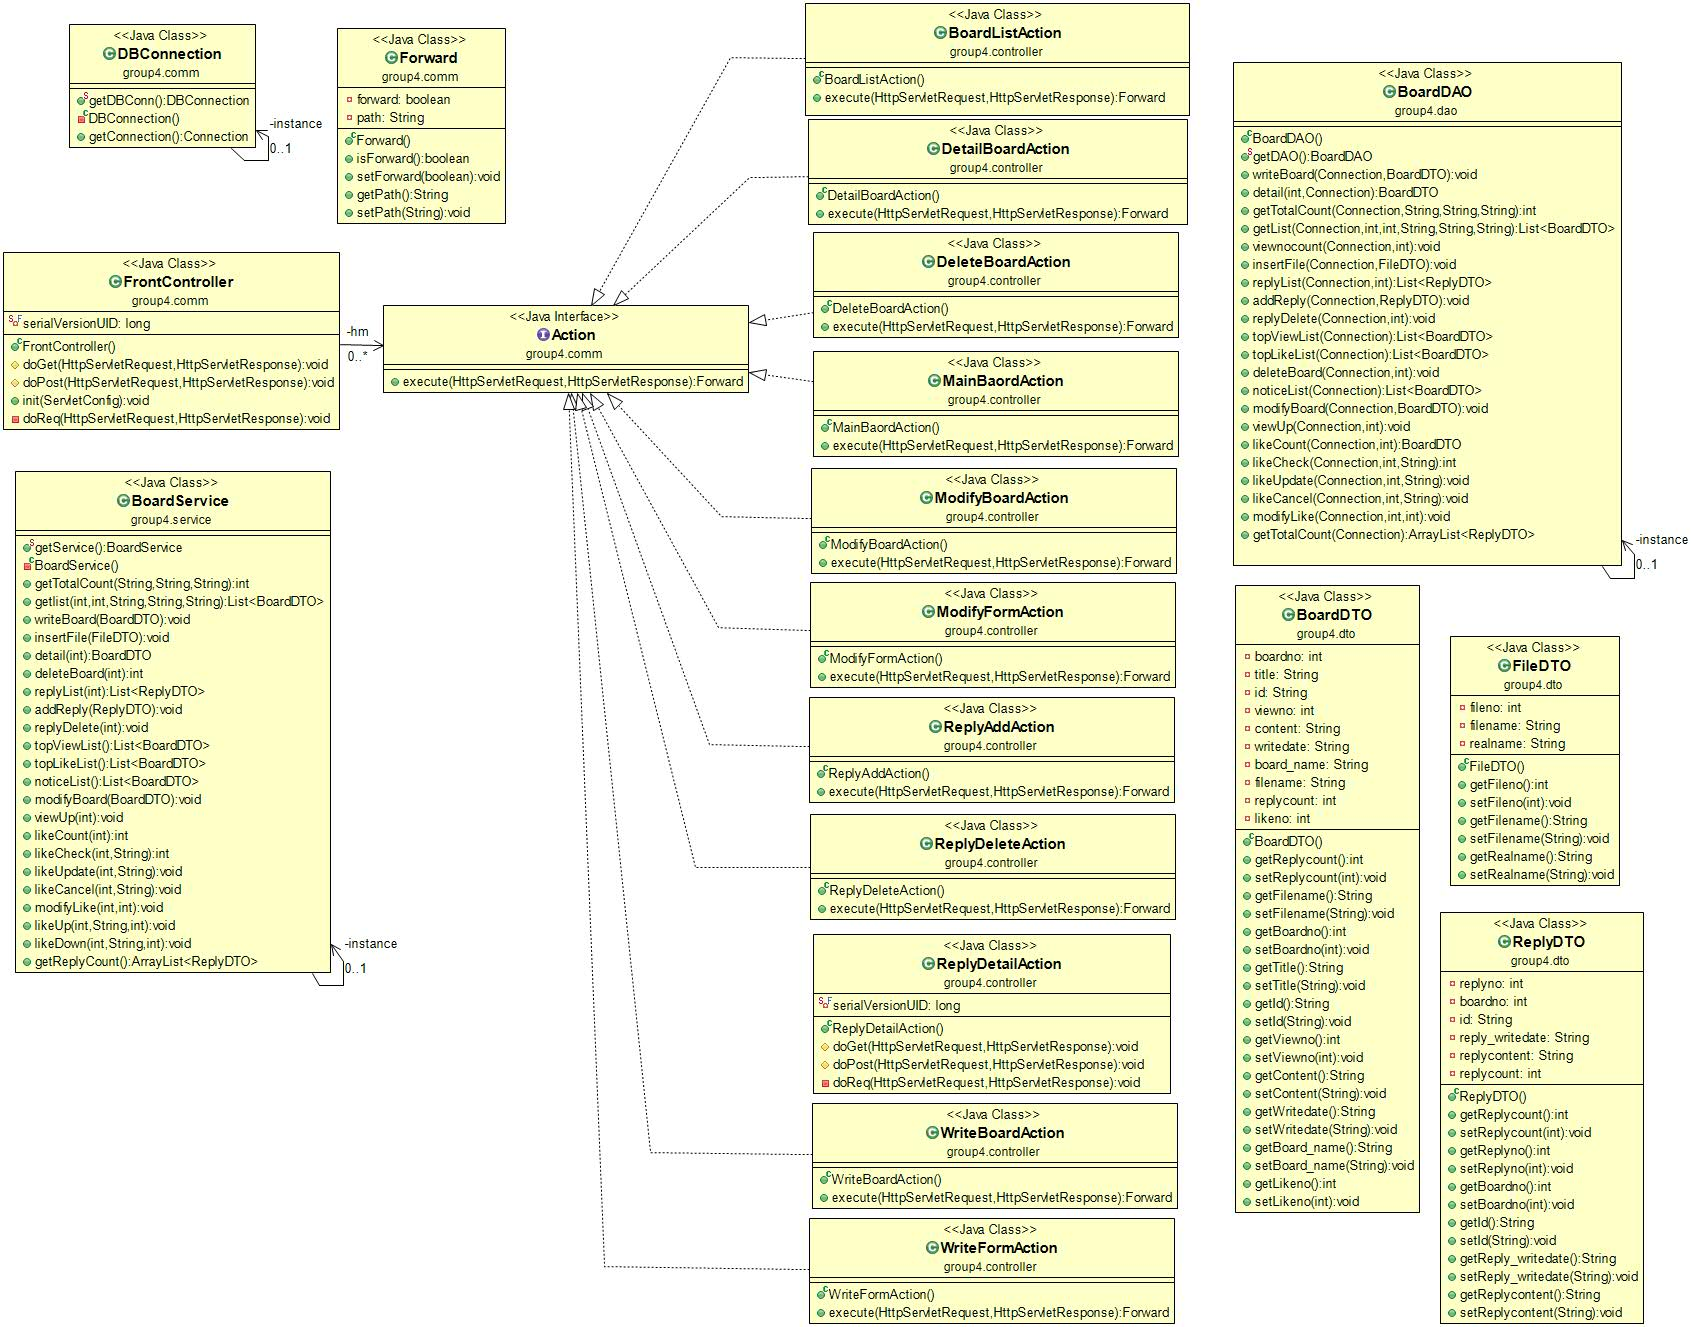 <<Java Class>>
DBConnection
group4.comm
getDBConn():DBConnection
DBConnection()
getConnection():Connection
-instance
0..1
<<Java Class>>
Forward
group4.comm
forward: boolean
path: String
Forward()
isForward():boolean
setForward(boolean):void
getPath():String
setPath(String):void
<<Java Class>>
FrontController
group4.comm
serialVersionUID: long
FrontController()
doGet(HttpServletRequest,HttpServletResponse):void
doPost(HttpServletRequest,HttpServletResponse):void
init(ServletConfig):void
doReq(HttpServletRequest,HttpServletResponse):void
-hm
0..*
<<Java Interface>>
Action
group4.comm
execute(HttpServletRequest,HttpServletResponse):Forward
<<Java Class>>
BoardService
group4.service
getService():BoardService
BoardService()
getTotalCount(String,String,String):int
getlist(int,int,String,String,String):List<BoardDTO>
writeBoard(BoardDTO):void
insertFile(FileDTO):void
detail(int):BoardDTO
deleteBoard(int):int
replyList(int):List<ReplyDTO>
addReply(ReplyDTO):void
replyDelete(int):void
topViewList():List<BoardDTO>
topLikeList():List<BoardDTO>
noticeList():List<BoardDTO>
modifyBoard(BoardDTO):void
viewUp(int):void
likeCount(int):int
likeCheck(int,String):int
likeUpdate(int,String):void
likeCancel(int,String):void
modifyLike(int,int):void
likeUp(int,String,int):void
likeDown(int,String,int):void
getReplyCount():ArrayList<ReplyDTO>
-instance
0..1
<<Java Class>>
BoardListAction
group4.controller
BoardListAction()
execute(HttpServletRequest,HttpServletResponse):Forward
<<Java Class>>
DetailBoardAction
group4.controller
DetailBoardAction()
execute(HttpServletRequest,HttpServletResponse):Forward
<<Java Class>>
DeleteBoardAction
group4.controller
DeleteBoardAction()
execute(HttpServletRequest,HttpServletResponse):Forward
<<Java Class>>
MainBaordAction
group4.controller
MainBaordAction()
execute(HttpServletRequest,HttpServletResponse):Forward
<<Java Class>>
ModifyBoardAction
group4.controller
ModifyBoardAction()
execute(HttpServletRequest,HttpServletResponse):Forward
<<Java Class>>
ModifyFormAction
group4.controller
ModifyFormAction()
execute(HttpServletRequest,HttpServletResponse):Forward
<<Java Class>>
ReplyAddAction
group4.controller
ReplyAddAction()
execute(HttpServletRequest,HttpServletResponse):Forward
<<Java Class>>
ReplyDeleteAction
group4.controller
ReplyDeleteAction()
execute(HttpServletRequest,HttpServletResponse):Forward
<<Java Class>>
ReplyDetailAction
group4.controller
serialVersionUID: long
ReplyDetailAction()
doGet(HttpServletRequest,HttpServletResponse):void
doPost(HttpServletRequest,HttpServletResponse):void
doReq(HttpServletRequest,HttpServletResponse):void
<<Java Class>>
WriteBoardAction
group4.controller
WriteBoardAction()
execute(HttpServletRequest,HttpServletResponse):Forward
<<Java Class>>
WriteFormAction
group4.controller
WriteFormAction()
execute(HttpServletRequest,HttpServletResponse):Forward
<<Java Class>>
BoardDAO
group4.dao
BoardDAO()
getDAO():BoardDAO
writeBoard(Connection,BoardDTO):void
detail(int,Connection):BoardDTO
getTotalCount(Connection,String,String,String):int
getList(Connection,int,int,String,String,String):List<BoardDTO>
viewnocount(Connection,int):void
insertFile(Connection,FileDTO):void
replyList(Connection,int):List<ReplyDTO>
addReply(Connection,ReplyDTO):void
replyDelete(Connection,int):void
topViewList(Connection):List<BoardDTO>
topLikeList(Connection):List<BoardDTO>
deleteBoard(Connection,int):void
noticeList(Connection):List<BoardDTO>
modifyBoard(Connection,BoardDTO):void
viewUp(Connection,int):void
likeCount(Connection,int):BoardDTO
likeCheck(Connection,int,String):int
likeUpdate(Connection,int,String):void
likeCancel(Connection,int,String):void
modifyLike(Connection,int,int):void
getTotalCount(Connection):ArrayList<ReplyDTO>
-instance
0..1
<<Java Class>>
BoardDTO
group4.dto
boardno: int
title: String
id: String
viewno: int
content: String
writedate: String
board_name: String
filename: String
replycount: int
likeno: int
BoardDTO()
getReplycount():int
setReplycount(int):void
getFilename():String
setFilename(String):void
getBoardno():int
setBoardno(int):void
getTitle():String
setTitle(String):void
getId():String
setId(String):void
getViewno():int
setViewno(int):void
getContent():String
setContent(String):void
getWritedate():String
setWritedate(String):void
getBoard_name():String
setBoard_name(String):void
getLikeno():int
setLikeno(int):void
<<Java Class>>
FileDTO
group4.dto
fileno: int
filename: String
realname: String
FileDTO()
getFileno():int
setFileno(int):void
getFilename():String
setFilename(String):void
getRealname():String
setRealname(String):void
<<Java Class>>
ReplyDTO
group4.dto
replyno: int
boardno: int
id: String
reply_writedate: String
replycontent: String
replycount: int
ReplyDTO()
getReplycount():int
setReplycount(int):void
getReplyno():int
setReplyno(int):void
getBoardno():int
setBoardno(int):void
getId():String
setId(String):void
getReply_writedate():String
setReply_writedate(String):void
getReplycontent():String
setReplycontent(String):void